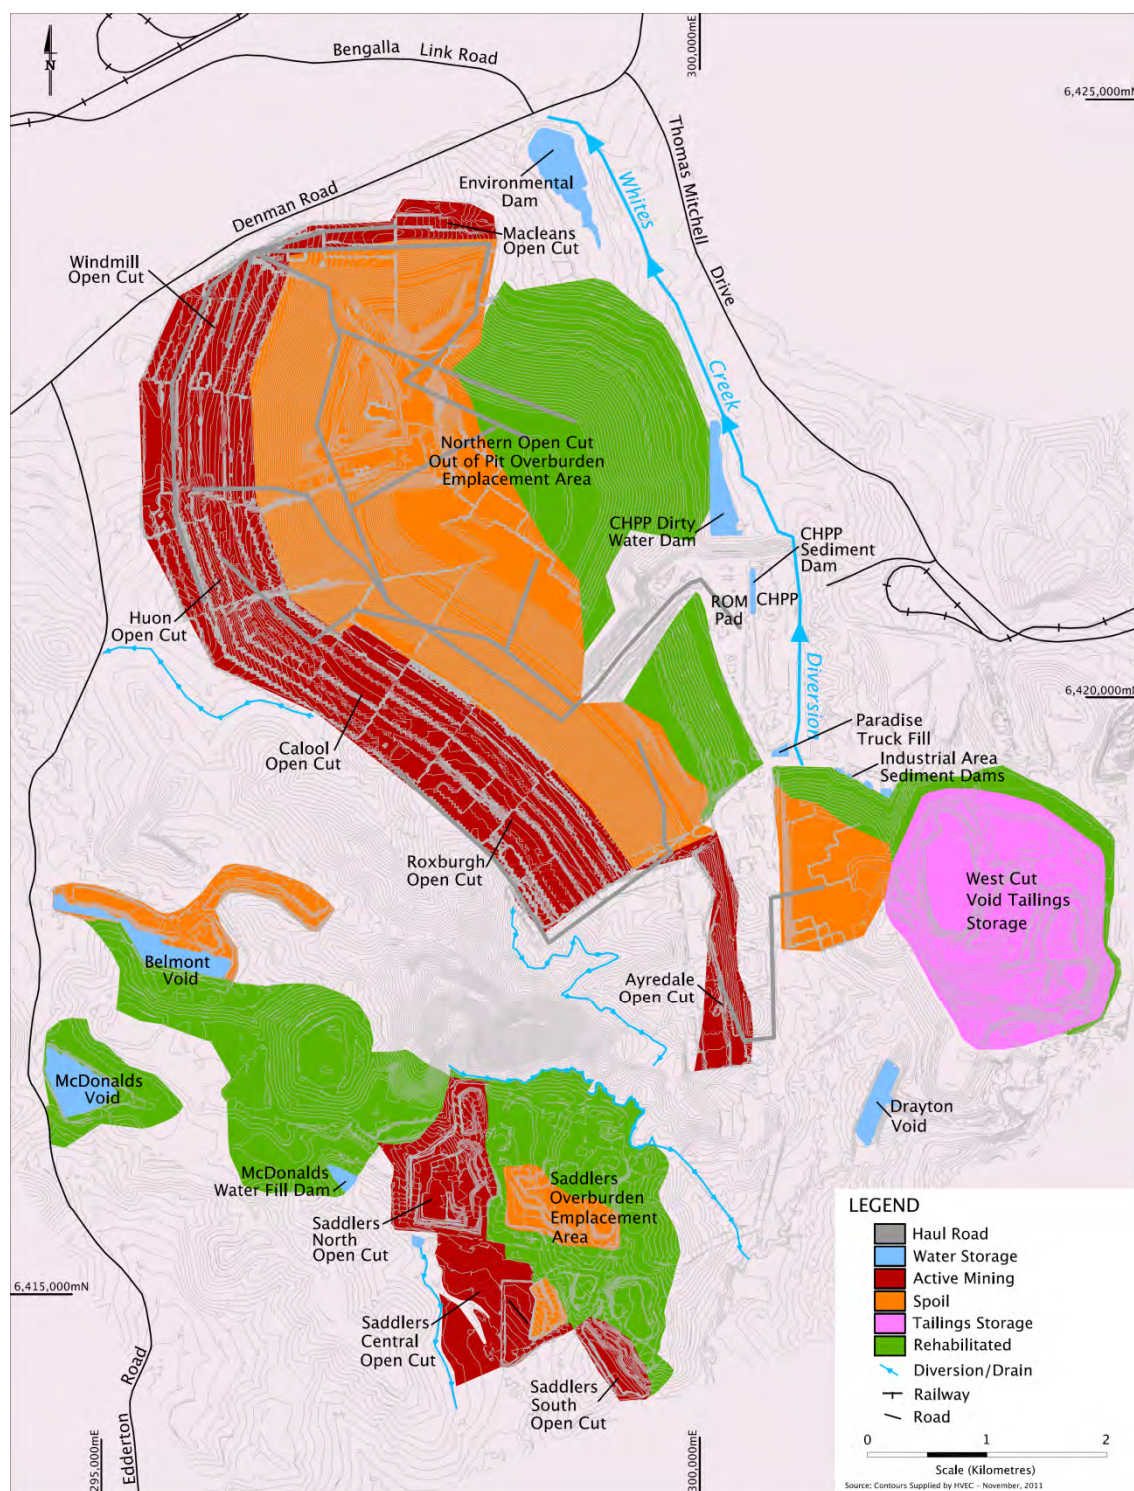 Bengalla
Link Road
300,000mE
6,425,000mN
N
Thomas Mitchell
Drive
Denman Road
Environmental
Dam
Whites
Macleans
Open Cut
Windmill
Open Cut
Creek
Northern Open Cut
Out of Pit Overburden
Emplacement Area
CHPP Dirty
Water Dam
CHPP
Sediment
Dam
ROM
Pad
CHPP
Huon
Open Cut
Diversion
6,420,000mN
Paradise
Truck Fill
Calool
Open Cut
Industrial Area
Sediment Dams
Roxburgh
Open Cut
West Cut
Void Tailings
Storage
Belmont
Void
Ayredale
Open Cut
McDonalds
Void
Drayton
Void
McDonalds
Water Fill Dam
Saddlers
Overburden
Emplacement
Area
Saddlers
North
Open Cut
6,415,000mN
Saddlers
Central
Open Cut
Saddlers
South
Open Cut
Edderton
Road
295,000mE
300,000mE
LEGEND
Haul Road
Water Storage
Active Mining
Spoil
Tailings Storage
Rehabilitated
Diversion/Drain
Railway
Road
0 1 2
Scale (Kilometres)
Source: Contours Supplied by HVEC - November, 2011